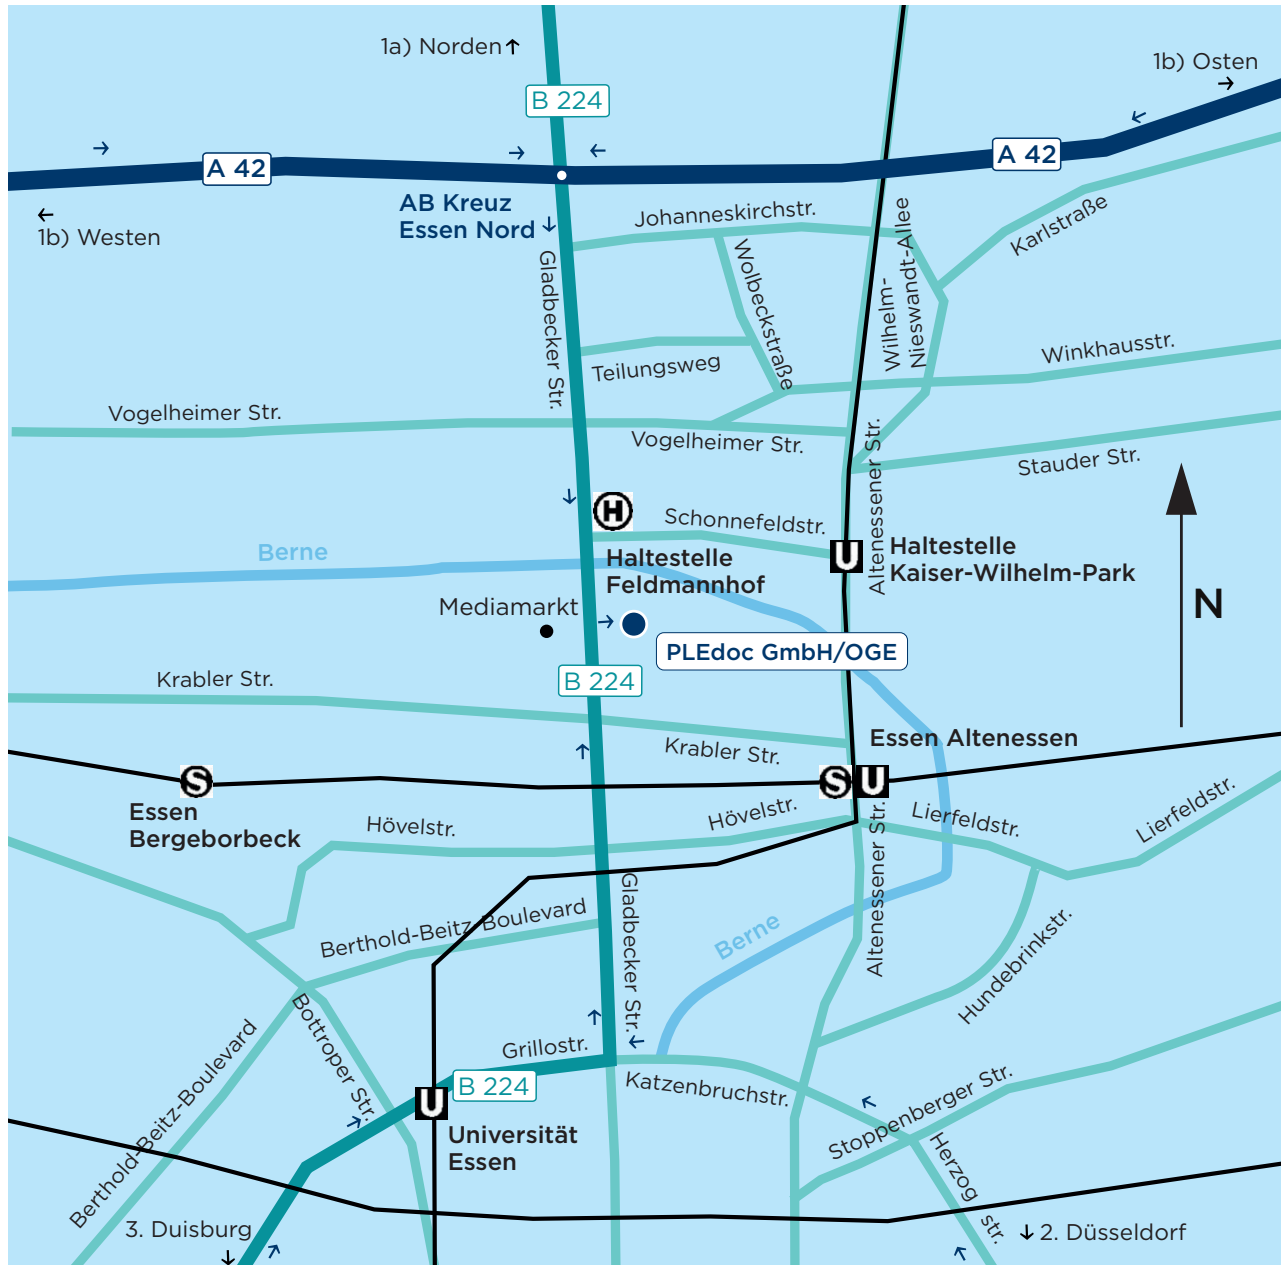 1a) Norden
1b) Osten
B 224
A 42
A 42
AB Kreuz
Essen Nord
1b) Westen
Johanneskirchstr.
Karlstraße
Wolbeckstraße
Gladbecker Str.
Wilhelm-
Nieswandt-Allee
Winkhausstr.
Teilungsweg
Vogelheimer Str.
Vogelheimer Str.
Stauder Str.
Altenessener Str.
H
Schonnefeldstr.
U
Haltestelle
Kaiser-Wilhelm-Park
Berne
Haltestelle
Feldmannhof
Mediamarkt
N
PLEdoc GmbH/OGE
B 224
Krabler Str.
Krabler Str.
Essen Altenessen
S
S
U
Essen
Bergeborbeck
Hövelstr.
Hövelstr.
Lierfeldstr.
Lierfeldstr.
Altenessener Str.
Gladbecker Str.
Berthold-Beitz-Boulevard
Berne
Hundebrinkstr.
Bottroper Str.
Berthold-Beitz-Boulevard
Grillostr.
B 224
Katzenbruchstr.
Stoppenberger Str.
U
Universität
Essen
Herzog str.
3. Duisburg
2. Düsseldorf